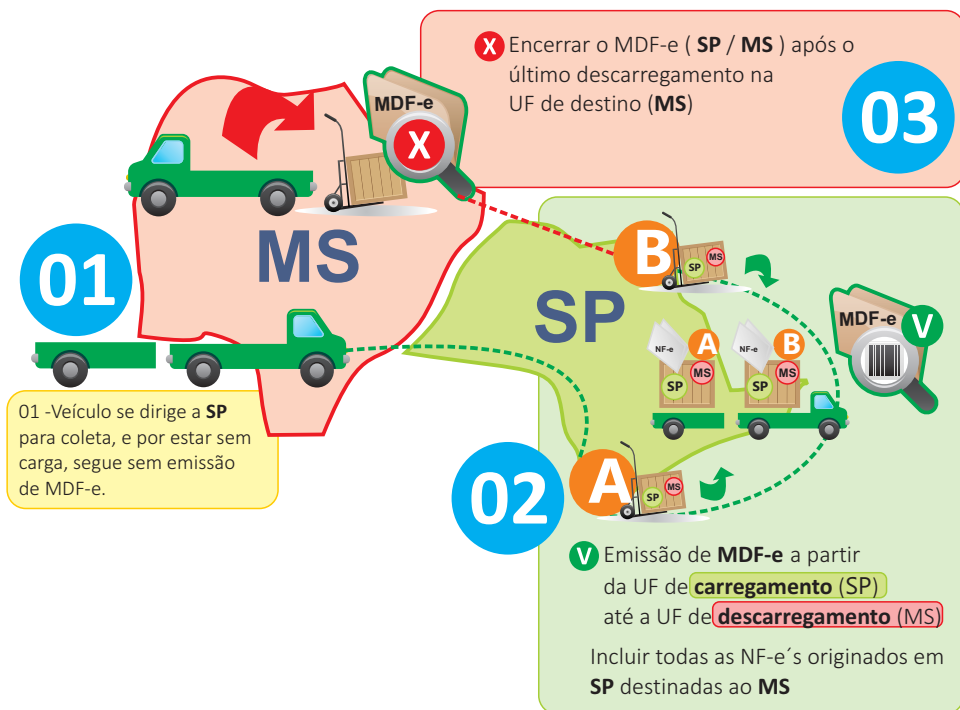 X Encerrar o MDF-e ( SP / MS ) após o
último descarregamento na
UF de destino (MS)
03
MDF-e
X
MS
01
01 -Veículo se dirige a SP
para coleta, e por estar sem
carga, segue sem emissão
de MDF-e.
SP
B
SP MS
MDF-e V
NF-e A
SP MS
NF-e B
SP MS
02
A
SP MS
V Emissão de MDF-e a partir
da UF de carregamento (SP)
até a UF de descarregamento (MS)
Incluir todas as NF-e´s originados em
SP destinadas ao MS